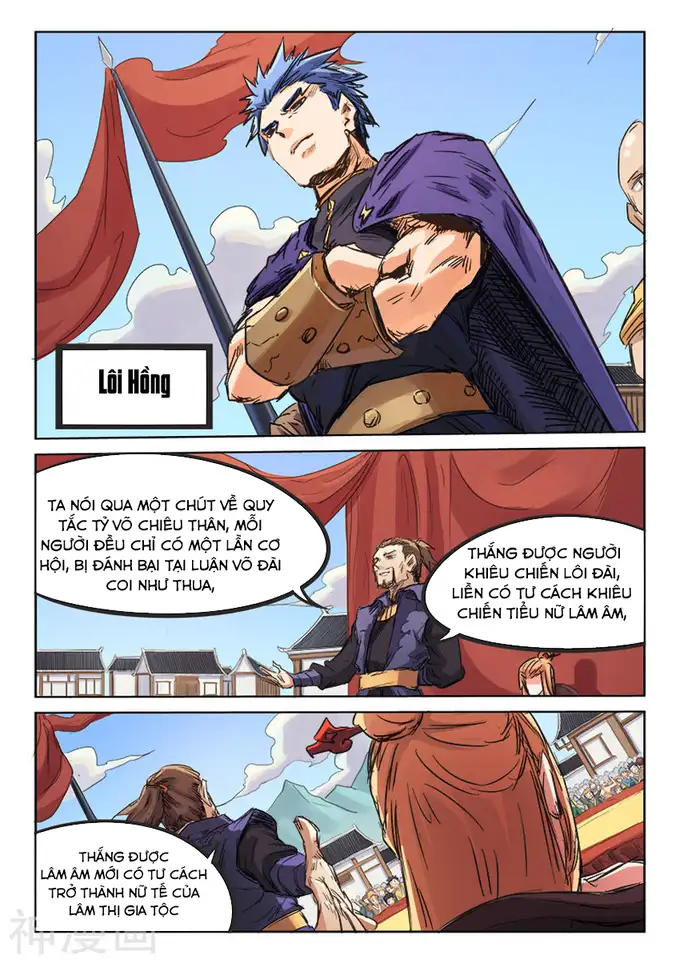 Lôi Hồng
TA NÓI QUA MỘT CHÚT VỀ QUY
TẮC TỶ VÕ CHIÊU THÂN, MỖI
NGƯỜI ĐỀU CHỈ CÓ MỘT LẦN CƠ
HỘI, BỊ ĐÁNH BẠI TẠI LUẬN VÕ ĐÀI
COI NHƯ THUA,
THẮNG ĐƯỢC NGƯỜI
KHIÊU CHIẾN LÔI ĐÀI,
LIỀN CÓ TƯ CÁCH KHIÊU
CHIẾN TIỂU NỮ LÂM ÂM,
THẮNG ĐƯỢC
LÂM ÂM MỚI CÓ TƯ CÁCH
TRỞ THÀNH NỮ TẾ CỦA
LÂM THỊ GIA TỘC
神漫画